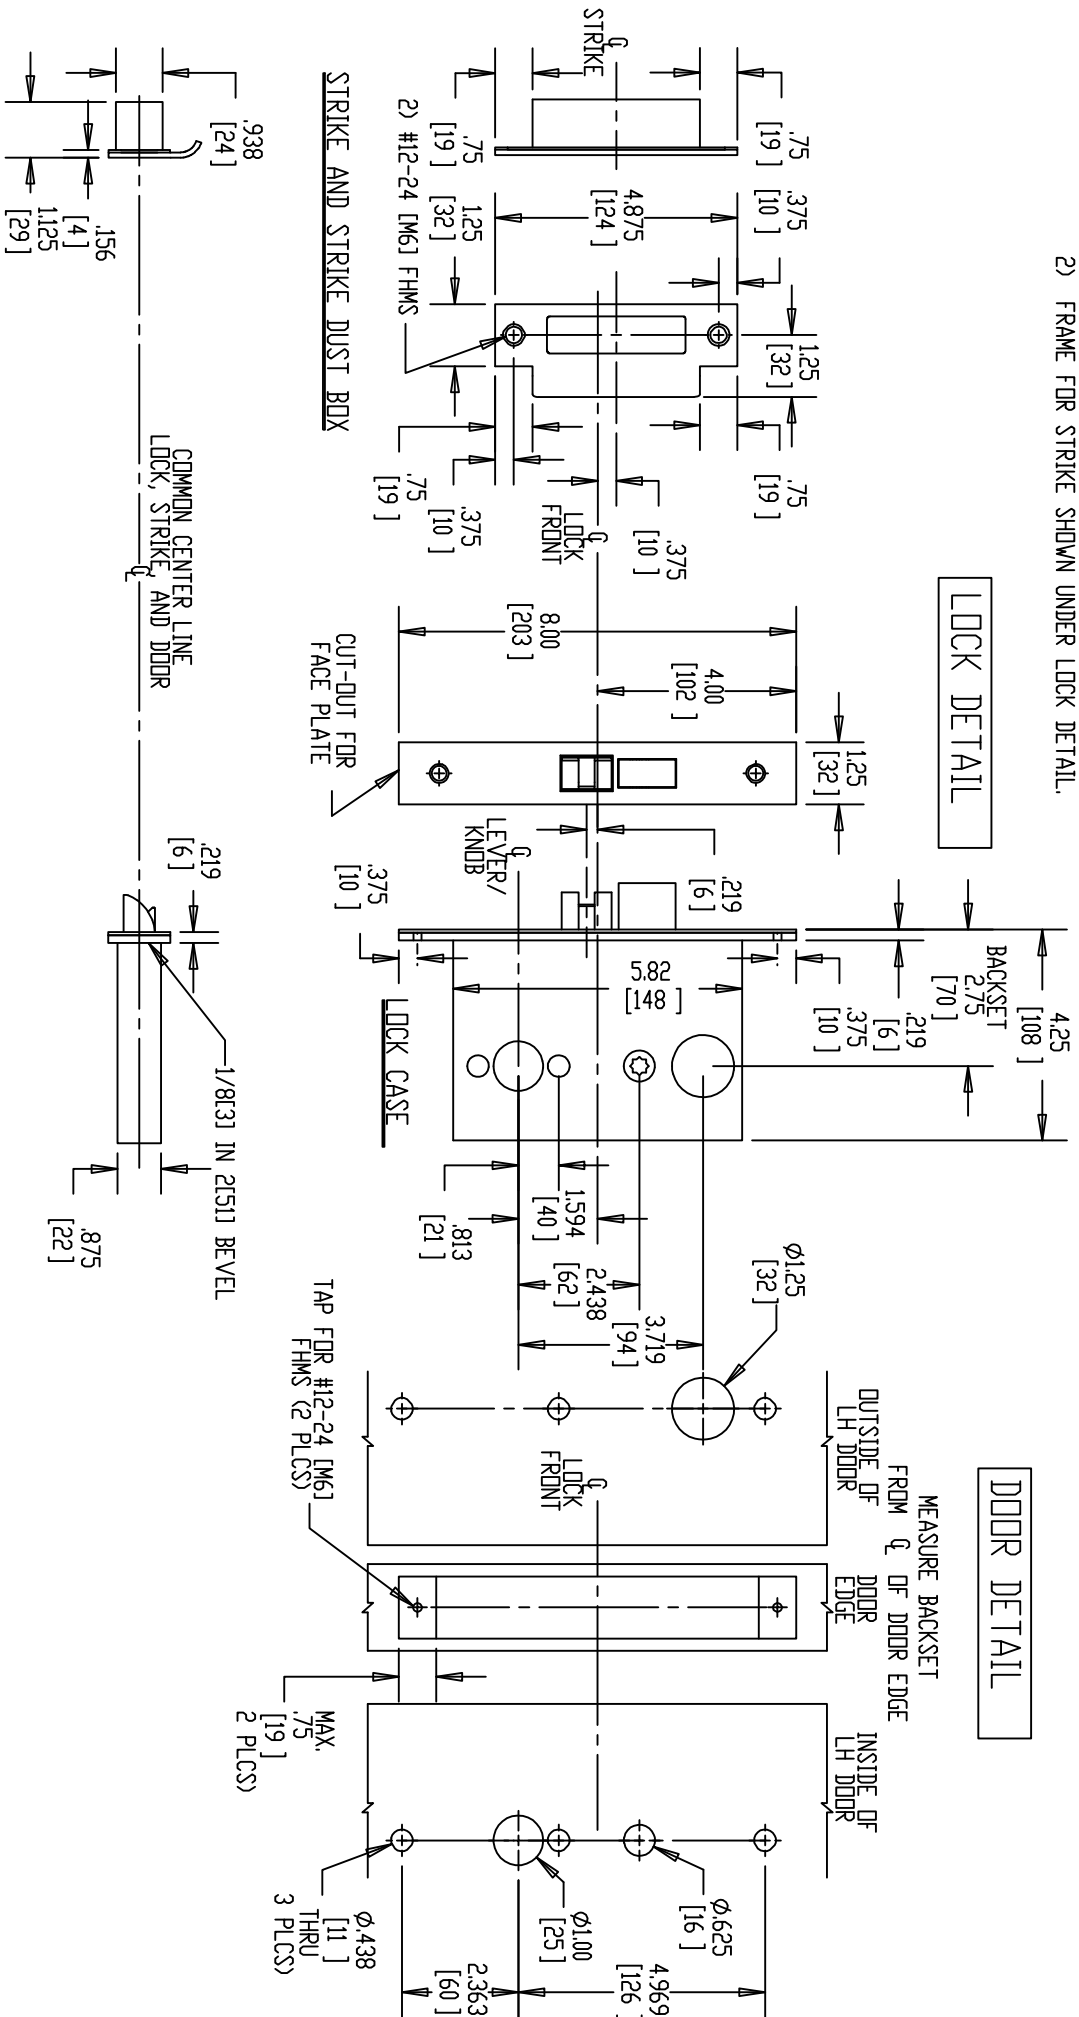 2) FRAME FOR STRIKE SHOWN UNDER LOCK DETAIL.
LOCK DETAIL
DOOR DETAIL
℄
STRIKE
.75
[19 ]
.375
[10 ]
1.25
[32 ]
.75
[19 ]
4.875
[124 ]
.75
[19 ]
1.25
[32 ]
2) #12-24 [M6] FHMS
.75
[19 ]
.375
[10 ]
.375
[10 ]
℄
LOCK
FRONT
STRIKE AND STRIKE DUST BOX
8.00
[203 ]
4.00
[102 ]
1.25
[32 ]
CUT-OUT FOR
FACE PLATE
4.25
[108 ]
BACKSET
2.75
[70 ]
.219
[6 ]
.375
[10 ]
.219
[6 ]
℄
LEVER/
KNOB
.375
[10 ]
5.82
[148 ]
LOCK CASE
1.594
[40 ]
.813
[21 ]
2.438
[62 ]
3.719
[94 ]
Ø1.25
[32 ]
MEASURE BACKSET
FROM ℄ OF DOOR EDGE
OUTSIDE OF
LH DOOR
DOOR
EDGE
INSIDE OF
LH DOOR
℄
LOCK
FRONT
TAP FOR #12-24 [M6]
FHMS (2 PLCS)
MAX.
.75
[19 ]
2 PLCS)
Ø.625
[16 ]
Ø1.00
[25 ]
Ø.438
[11 ]
THRU
3 PLCS)
4.969
[126 ]
2.363
[60 ]
.938
[24 ]
.156
[4 ]
1.125
[29 ]
COMMON CENTER LINE
LOCK, STRIKE, AND DOOR
℄
.219
[6 ]
1/8[3] IN 2[51] BEVEL
.875
[22 ]